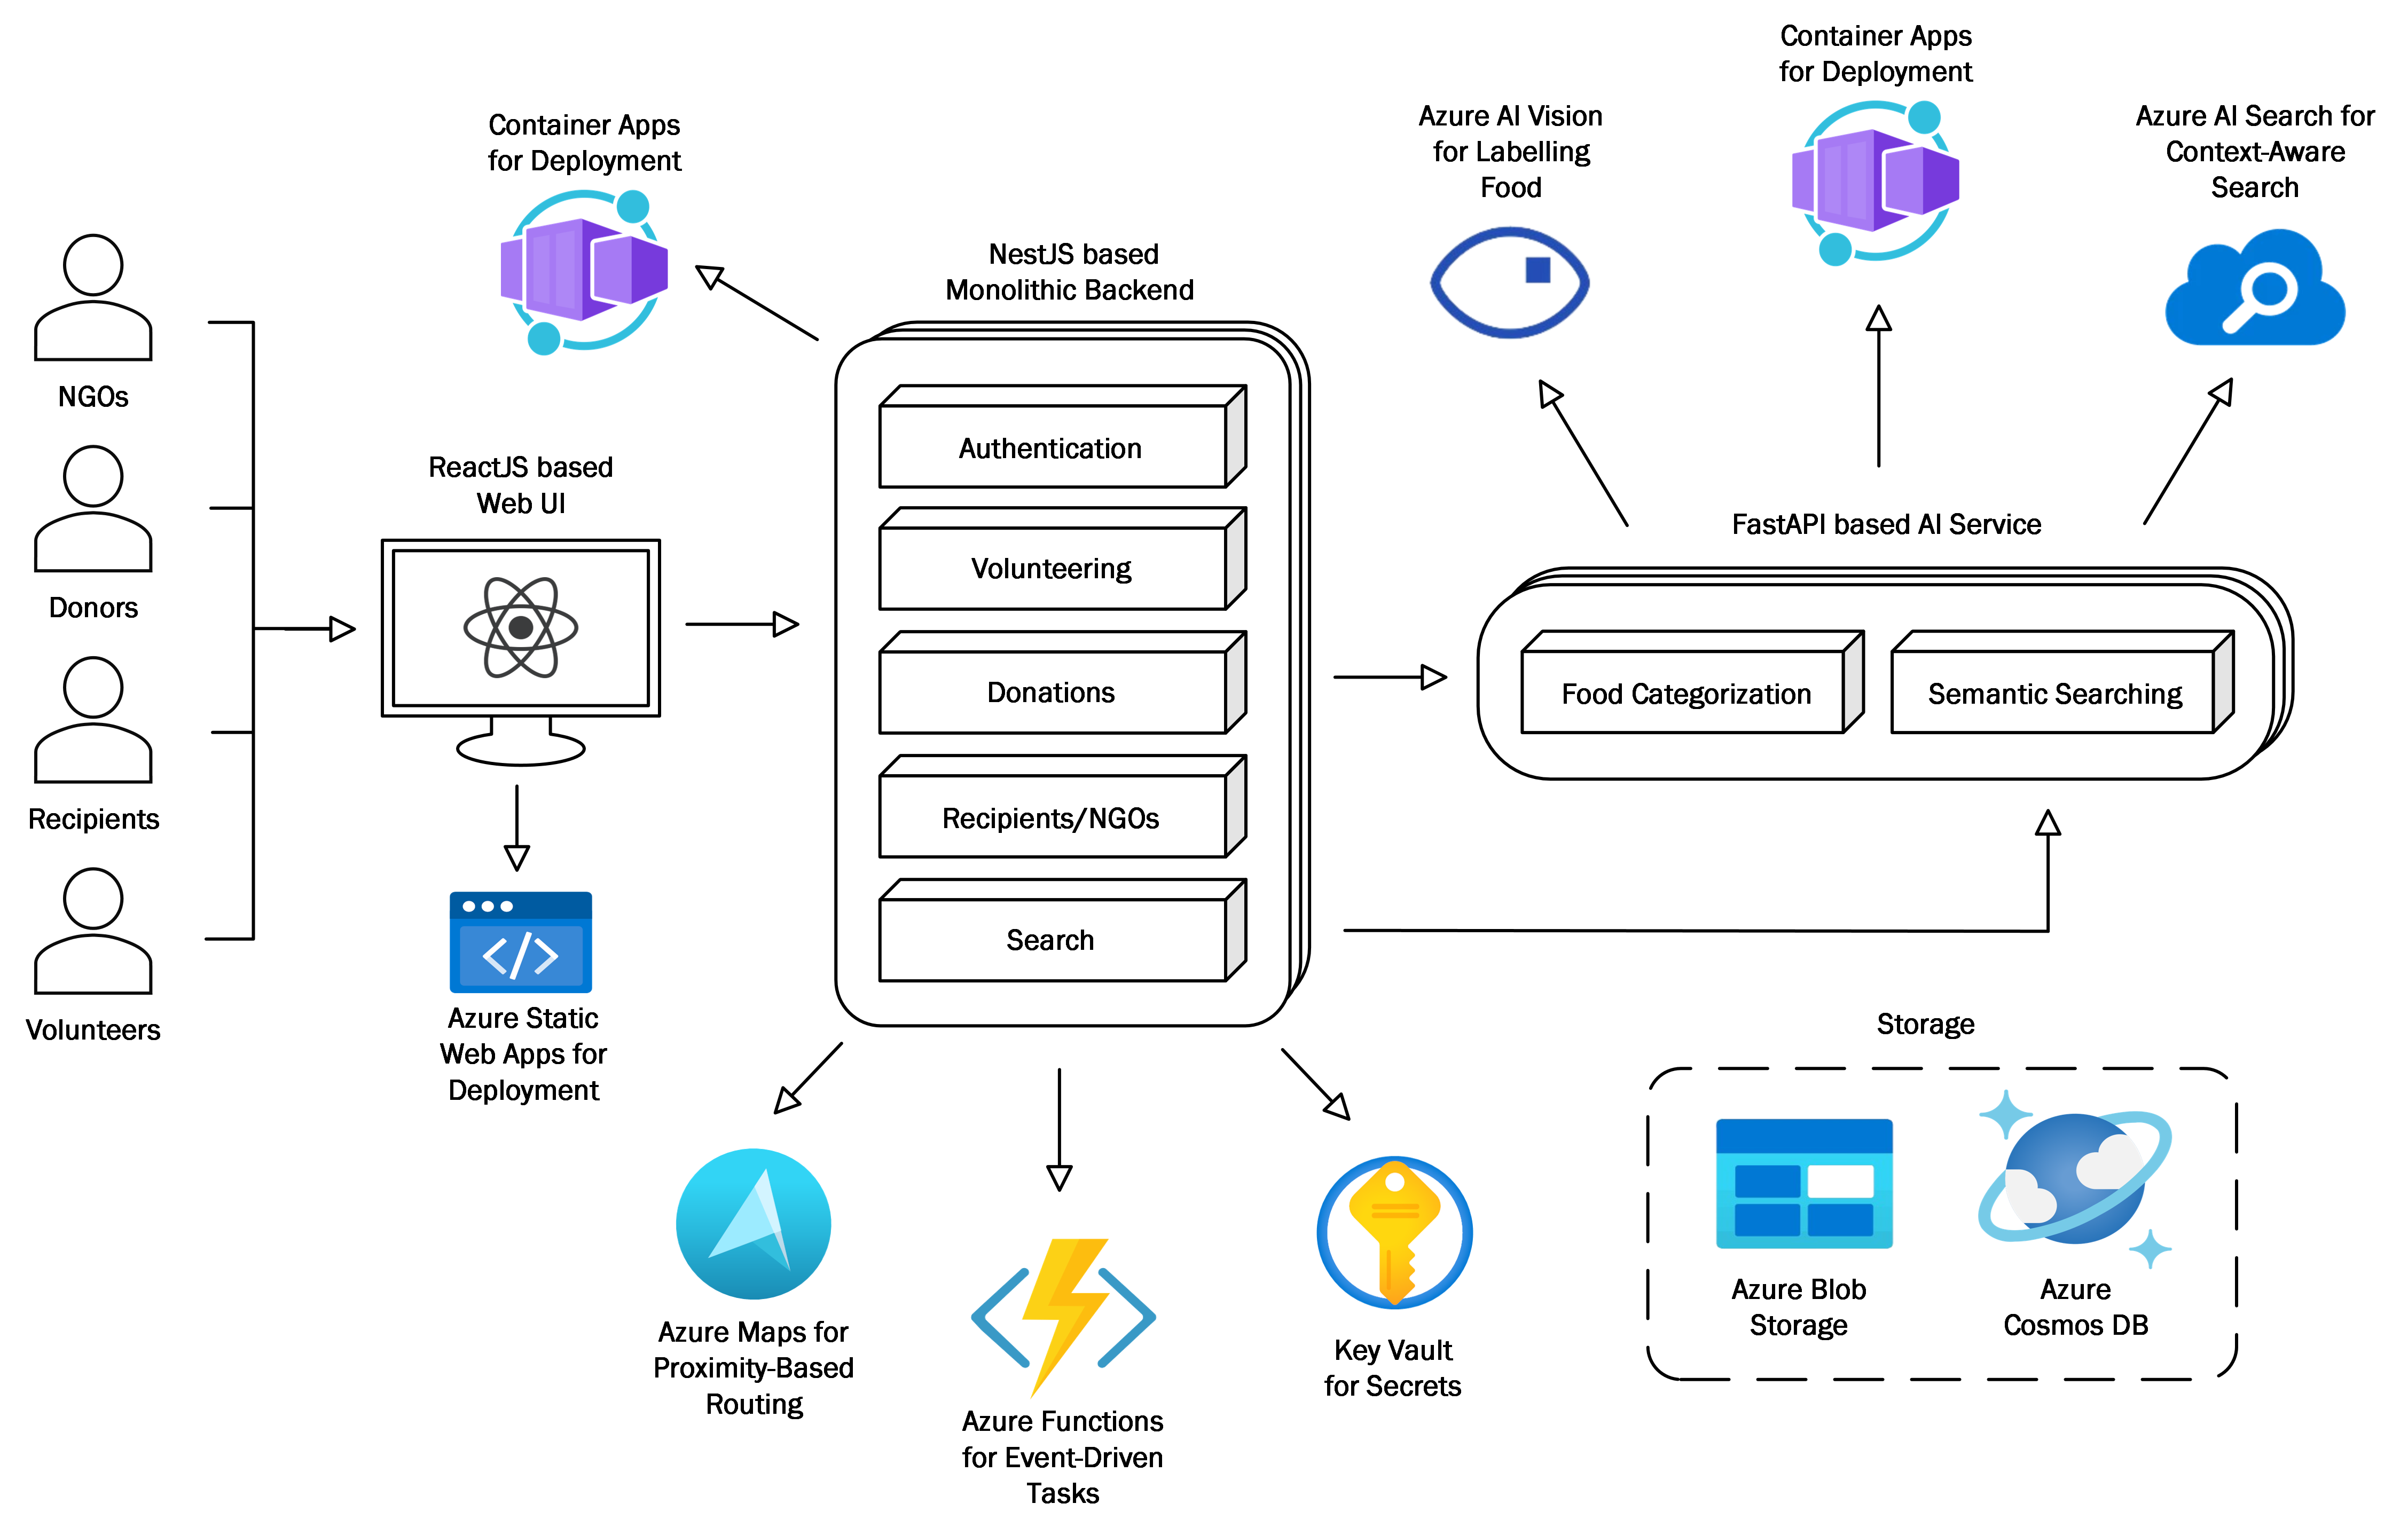 Container Apps
for Deployment
Azure AI Vision
for Labelling
Food
Azure AI Search for
Context-Aware
Search
Container Apps
for Deployment
NestJS based
Monolithic Backend
NGOs
Donors
Recipients
Volunteers
ReactJS based
Web UI
</>
Azure Static
Web Apps for
Deployment
Authentication
Volunteering
Donations
Recipients/NGOs
Search
FastAPI based AI Service
Food Categorization
Semantic Searching
Storage
Azure Blob
Storage
Azure
Cosmos DB
Azure Maps for
Proximity-Based
Routing
Azure Functions
for Event-Driven
Tasks
Key Vault
for Secrets